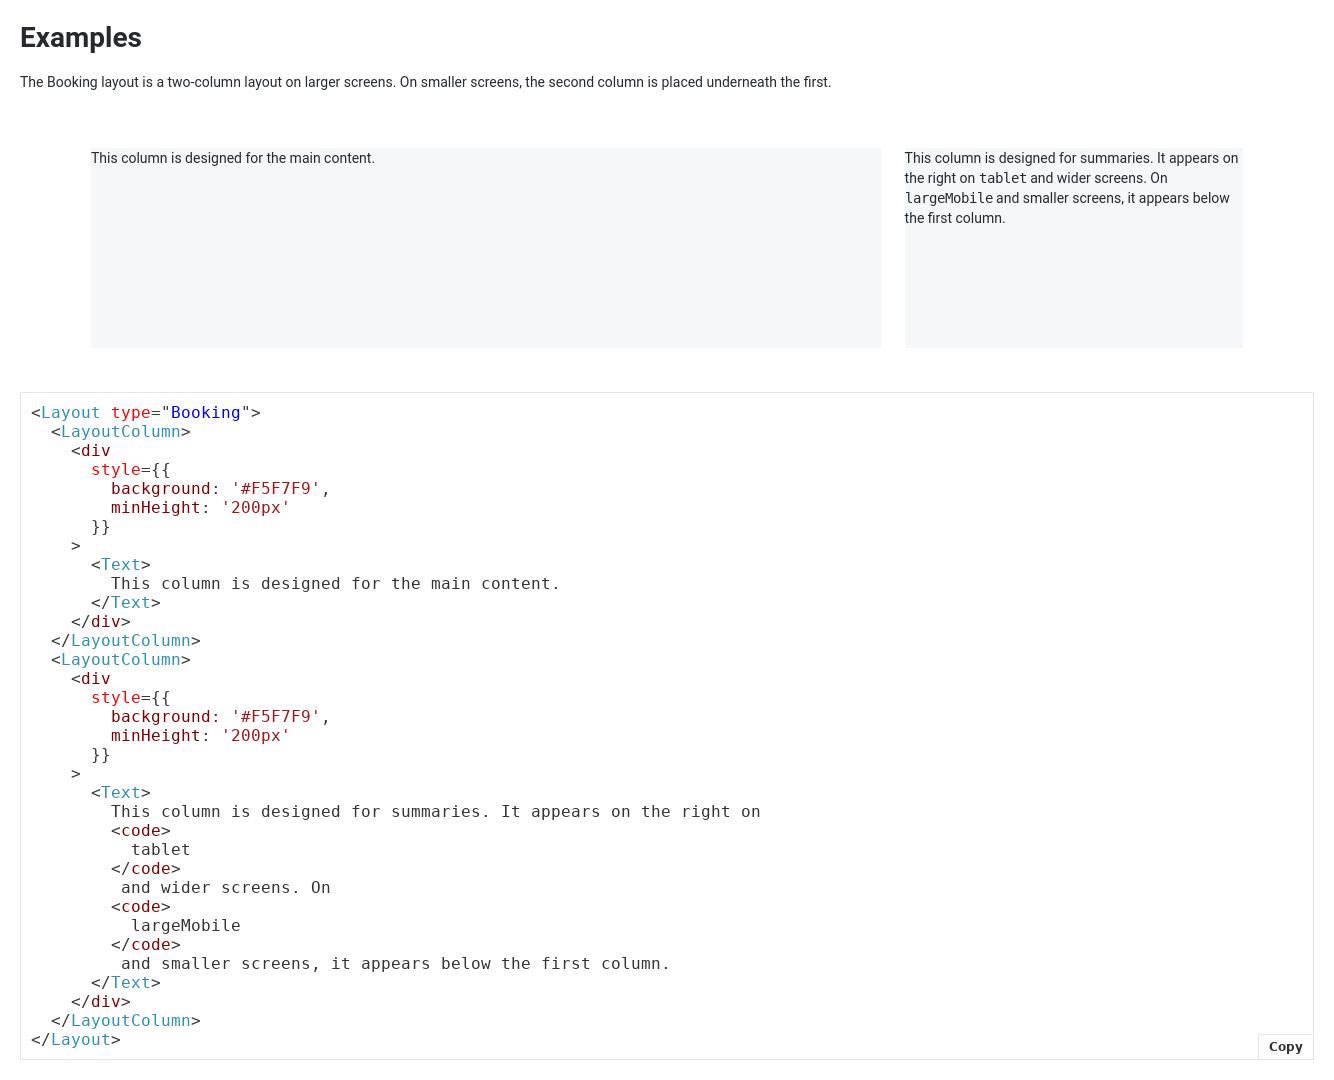 Examples
The Booking layout is a two-column layout on larger screens. On smaller screens, the second column is placed underneath the first.
This column is designed for the main content.
This column is designed for summaries. It appears on
the right on tablet and wider screens. On
largeMobile and smaller screens, it appears below
the first column.
<Layout type="Booking">
  <LayoutColumn>
    <div
      style={{
        background: '#F5F7F9',
        minHeight: '200px'
      }}
    >
      <Text>
        This column is designed for the main content.
      </Text>
    </div>
  </LayoutColumn>
  <LayoutColumn>
    <div
      style={{
        background: '#F5F7F9',
        minHeight: '200px'
      }}
    >
      <Text>
        This column is designed for summaries. It appears on the right on
        <code>
          tablet
        </code>
         and wider screens. On
        <code>
          largeMobile
        </code>
         and smaller screens, it appears below the first column.
      </Text>
    </div>
  </LayoutColumn>
</Layout>
Copy